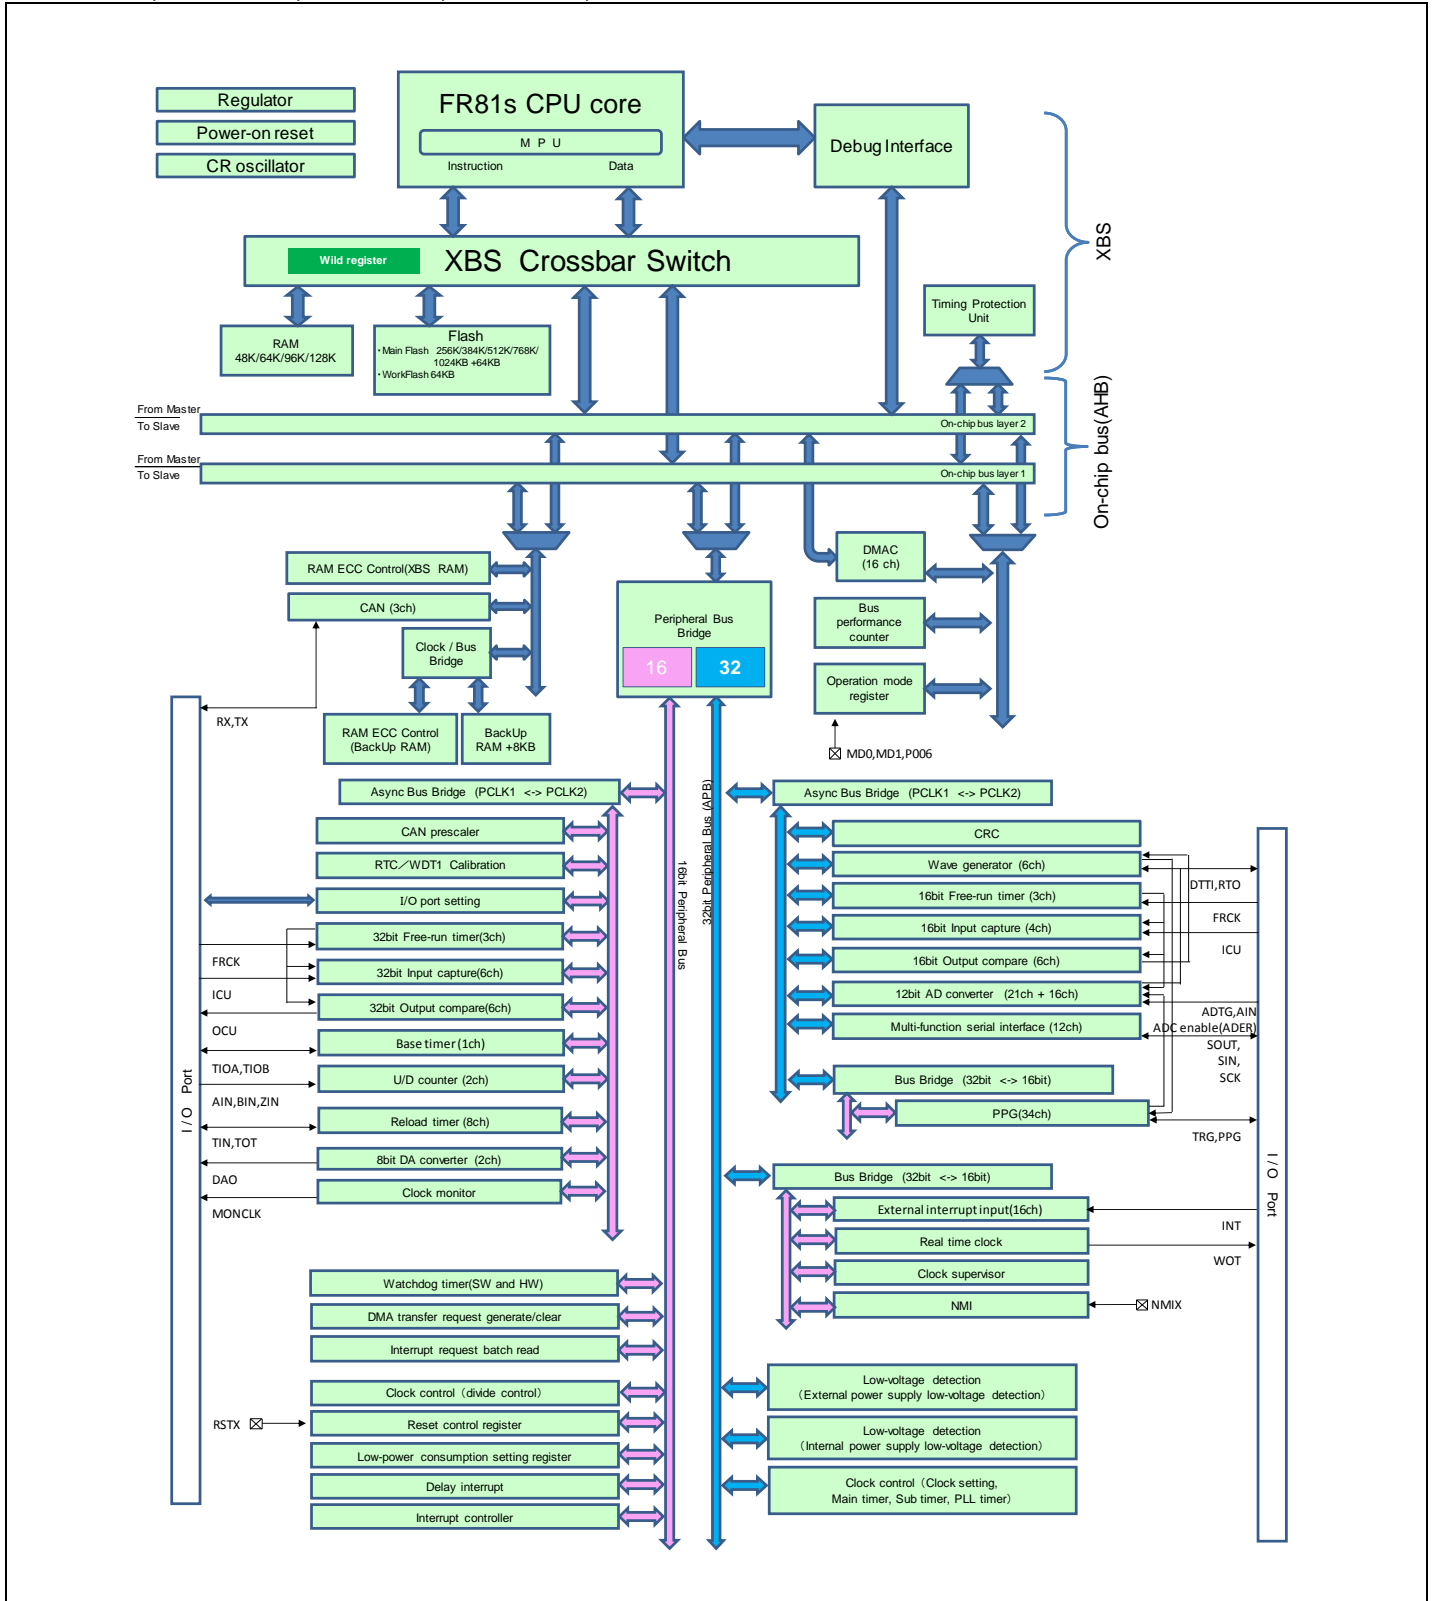 Regulator
Power-on reset
CR oscillator
FR81s CPU core
M P U
Instruction
Data
Debug Interface
XBS
Wild register
XBS Crossbar Switch
Timing Protection
Unit
RAM
48K/64K/96K/128K
Flash
・Main Flash 256K/384K/512K/768K/
1024KB +64KB
・WorkFlash 64KB
On-chip bus(AHB)
From Master
To Slave
On-chip bus layer 2
From Master
To Slave
On-chip bus layer 1
RAM ECC Control(XBS RAM)
CAN (3ch)
Clock / Bus
Bridge
RAM ECC Control
(BackUp RAM)
BackUp
RAM +8KB
RX,TX
Peripheral Bus
Bridge
16
32
DMAC
(16 ch)
Bus
performance
counter
Operation mode
register
MD0,MD1,P006
16bit Peripheral Bus
32bit Peripheral Bus (APB)
Async Bus Bridge (PCLK1 <-> PCLK2)
CAN prescaler
RTC／WDT1 Calibration
I/O port setting
32bit Free-run timer(3ch)
FRCK
32bit Input capture(6ch)
ICU
32bit Output compare(6ch)
OCU
Base timer (1ch)
TIOA,TIOB
U/D counter (2ch)
AIN,BIN,ZIN
Reload timer (8ch)
TIN,TOT
8bit DA converter (2ch)
DAO
Clock monitor
MONCLK
I / O Port
Watchdog timer(SW and HW)
DMA transfer request generate/clear
Interrupt request batch read
Clock control（divide control）
RSTX
Reset control register
Low-power consumption setting register
Delay interrupt
Interrupt controller
Async Bus Bridge (PCLK1 <-> PCLK2)
CRC
Wave generator (6ch)
DTTI,RTO
16bit Free-run timer (3ch)
FRCK
16bit Input capture (4ch)
ICU
16bit Output compare (6ch)
12bit AD converter (21ch + 16ch)
ADTG,AIN
ADC enable(ADER)
Multi-function serial interface (12ch)
SOUT,
SIN,
SCK
Bus Bridge (32bit <-> 16bit)
PPG(34ch)
TRG,PPG
I / O Port
Bus Bridge (32bit <-> 16bit)
External interrupt input(16ch)
INT
Real time clock
WOT
Clock supervisor
NMI
NMIX
Low-voltage detection
（External power supply low-voltage detection）
Low-voltage detection
（Internal power supply low-voltage detection）
Clock control（Clock setting,
Main timer, Sub timer, PLL timer）